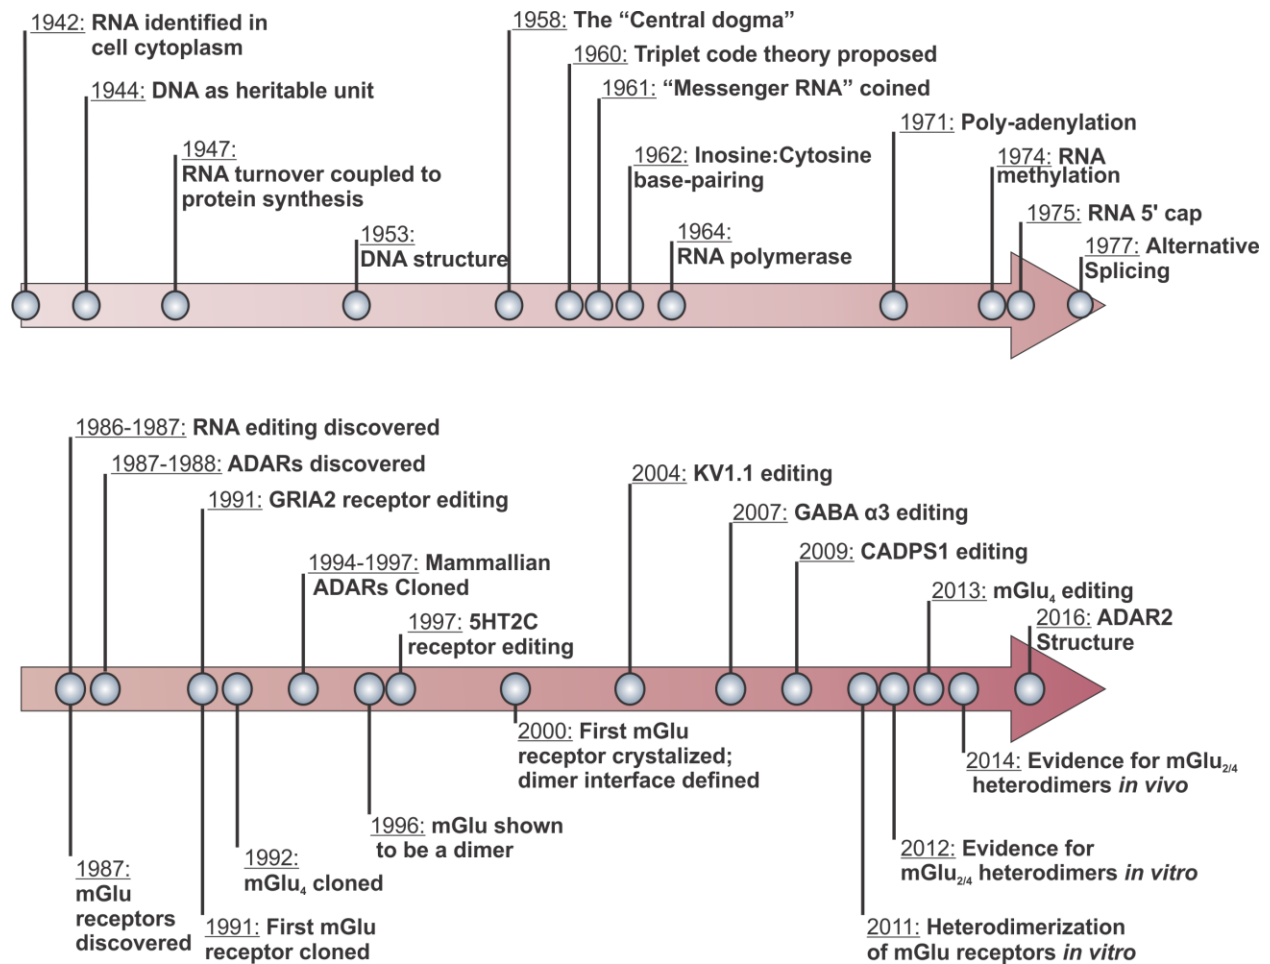 1942: RNA identified in
cell cytoplasm
1944: DNA as heritable unit
1947:
RNA turnover coupled to
protein synthesis
1953:
DNA structure
1958: The “Central dogma”
1960: Triplet code theory proposed
1961: “Messenger RNA” coined
1962: Inosine:Cytosine
base-pairing
1964:
RNA polymerase
1971: Poly-adenylation
1974: RNA
methylation
1975: RNA 5' cap
1977: Alternative
Splicing
1986-1987: RNA editing discovered
1987-1988: ADARs discovered
1991: GRIA2 receptor editing
1994-1997: Mammallian
ADARs Cloned
1997: 5HT2C
receptor editing
2004: KV1.1 editing
2007: GABA α3 editing
2009: CADPS1 editing
2013: mGlu₄ editing
2016: ADAR2
Structure
1987:
mGlu
receptors
discovered
1991: First mGlu
receptor cloned
1992:
mGlu₄ cloned
1996: mGlu shown
to be a dimer
2000: First mGlu
receptor crystalized;
dimer interface defined
2011: Heterodimerization
of mGlu receptors in vitro
2012: Evidence for
mGlu₂/₄ heterodimers in vitro
2014: Evidence for mGlu₂/₄
heterodimers in vivo